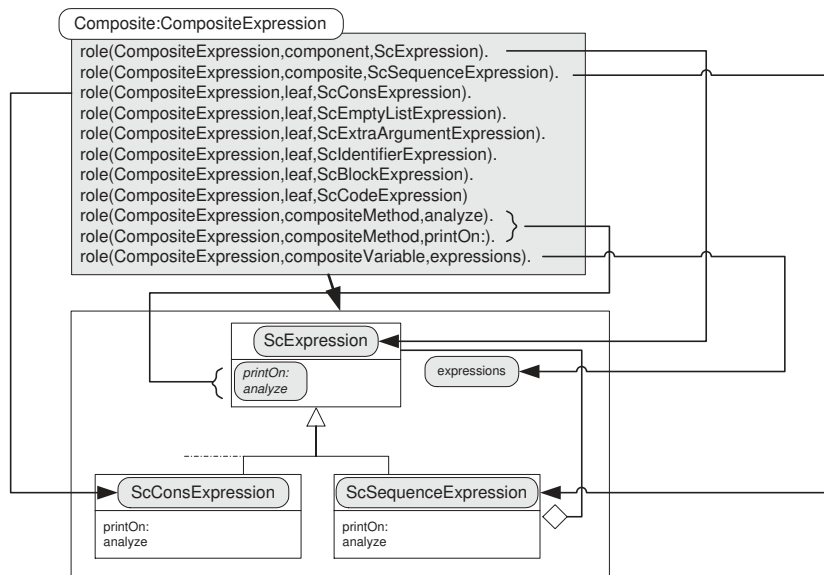 Composite:CompositeExpression
role(CompositeExpression,component,ScExpression).
role(CompositeExpression,composite,ScSequenceExpression).
role(CompositeExpression,leaf,ScConsExpression).
role(CompositeExpression,leaf,ScEmptyListExpression).
role(CompositeExpression,leaf,ScExtraArgumentExpression).
role(CompositeExpression,leaf,ScIdentifierExpression).
role(CompositeExpression,leaf,ScBlockExpression).
role(CompositeExpression,leaf,ScCodeExpression)
role(CompositeExpression,compositeMethod,analyze).
role(CompositeExpression,compositeMethod,printOn:).
role(CompositeExpression,compositeVariable,expressions).
ScExpression
printOn:
analyze
expressions
ScConsExpression
printOn:
analyze
ScSequenceExpression
printOn:
analyze